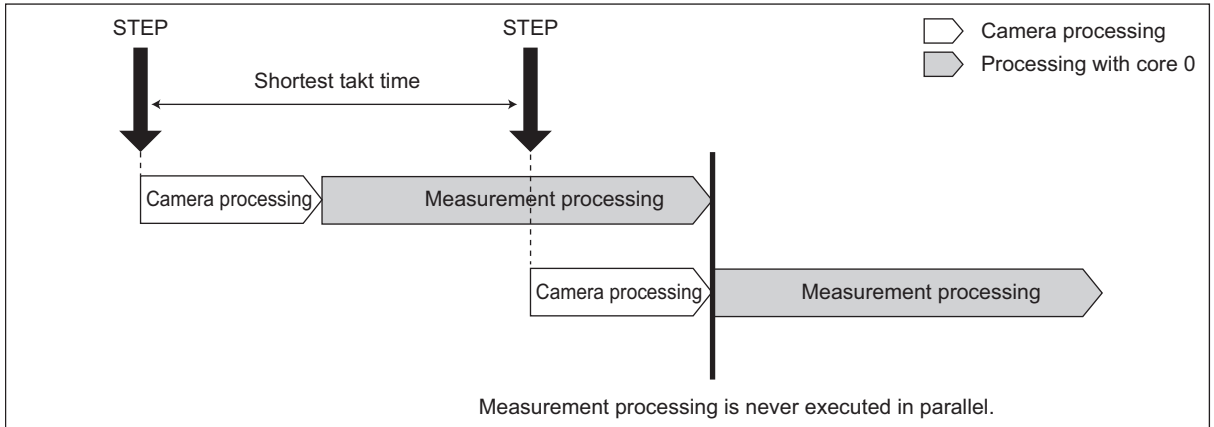 STEP
STEP
Camera processing
Processing with core 0
Shortest takt time
Camera processing
Measurement processing
Camera processing
Measurement processing
Measurement processing is never executed in parallel.